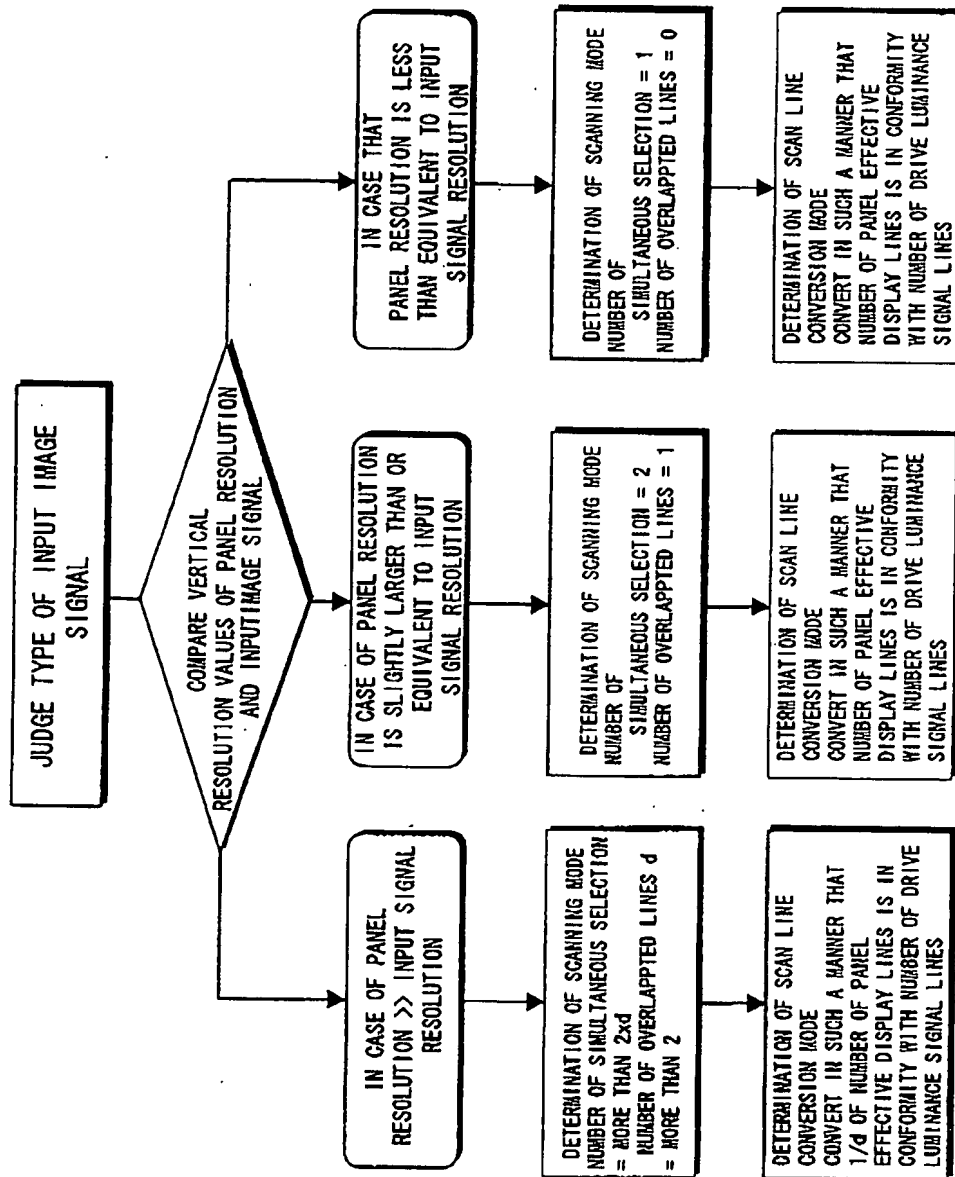 JUDGE TYPE OF INPUT IMAGE
SIGNAL
COMPARE VERTICAL
RESOLUTION VALUES OF PANEL RESOLUTION
AND INPUTIMAGE SIGNAL
IN CASE OF PANEL
RESOLUTION >> INPUT SIGNAL
RESOLUTION
IN CASE OF PANEL RESOLUTION
IS SLIGHTLY LARGER THAN OR
EQUIVALENT TO INPUT
SIGNAL RESOLUTION
IN CASE THAT
PANEL RESOLUTION IS LESS
THAN EQUIVALENT TO INPUT
SIGNAL RESOLUTION
DETERMINATION OF SCANNING MODE
NUMBER OF SIMULTANEOUS SELECTION
= MORE THAN 2xd
NUMBER OF OVERLAPPTED LINES d
= MORE THAN 2
DETERMINATION OF SCANNING MODE
NUMBER OF
SIMULTANEOUS SELECTION = 2
NUMBER OF OVERLAPPTED LINES = 1
DETERMINATION OF SCANNING MODE
NUMBER OF
SIMULTANEOUS SELECTION = 1
NUMBER OF OVERLAPPTED LINES = 0
DETERMINATION OF SCAN LINE
CONVERSION MODE
CONVERT IN SUCH A MANNER THAT
1/d OF NUMBER OF PANEL
EFFECTIVE DISPLAY LINES IS IN
CONFORMITY WITH NUMBER OF DRIVE
LUMINANCE SIGNAL LINES
DETERMINATION OF SCAN LINE
CONVERSION MODE
CONVERT IN SUCH A MANNER THAT
NUMBER OF PANEL EFFECTIVE
DISPLAY LINES IS IN CONFORMITY
WITH NUMBER OF DRIVE LUMINANCE
SIGNAL LINES
DETERMINATION OF SCAN LINE
CONVERSION MODE
CONVERT IN SUCH A MANNER THAT
NUMBER OF PANEL EFFECTIVE
DISPLAY LINES IS IN CONFORMITY
WITH NUMBER OF DRIVE LUMINANCE
SIGNAL LINES